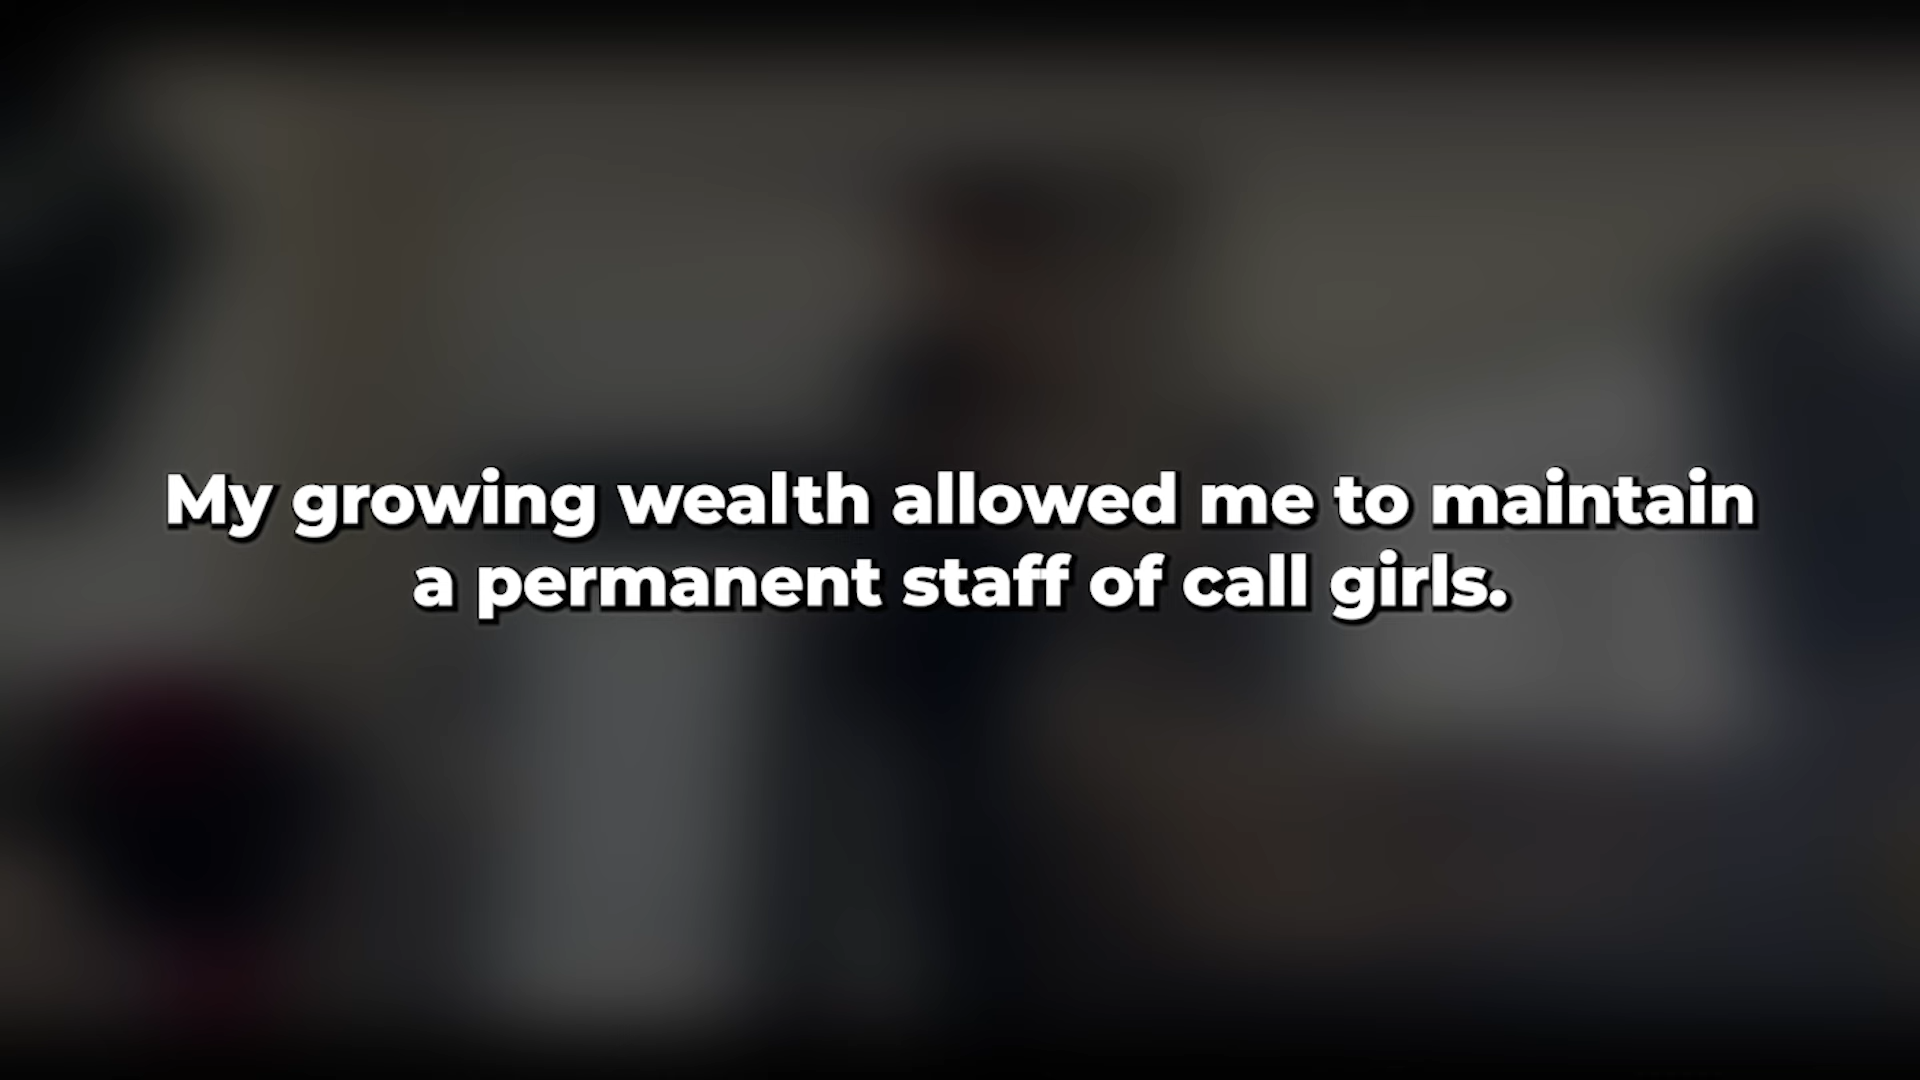 My growing wealth allowed me to maintain
a permanent staff of call girls.